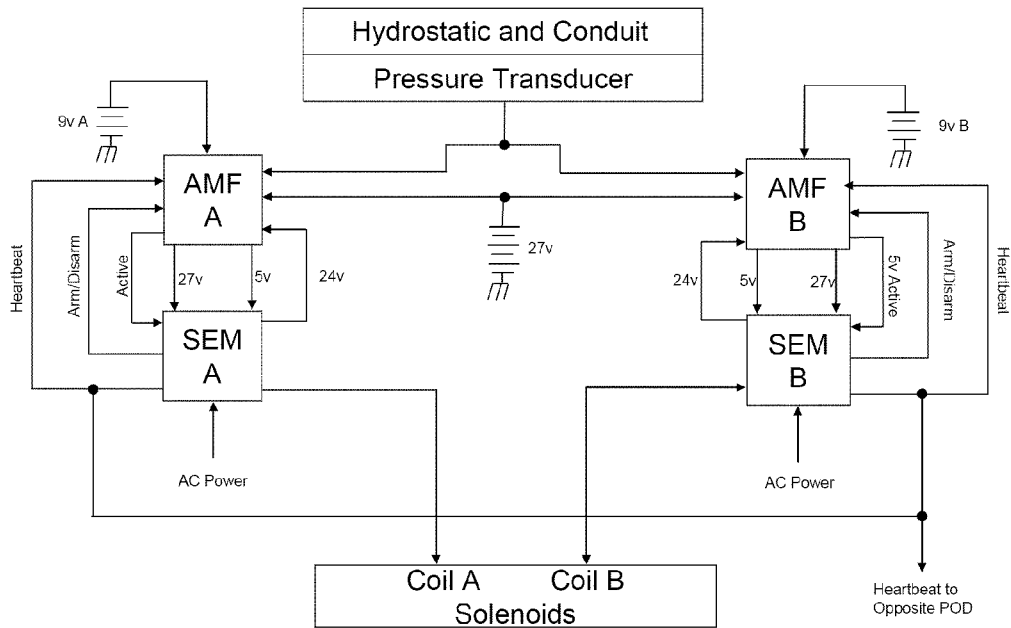 Hydrostatic and Conduit
Pressure Transducer
9v A
9v B
AMF
A
AMF
B
27v
Heartbeat
Arm/Disarm
Active
27v
5v
24v
24v
5v
27v
5v Active
Arm/Disarm
Heartbeat
SEM
A
SEM
B
AC Power
AC Power
Coil A
Coil B
Solenoids
Heartbeat to
Opposite POD